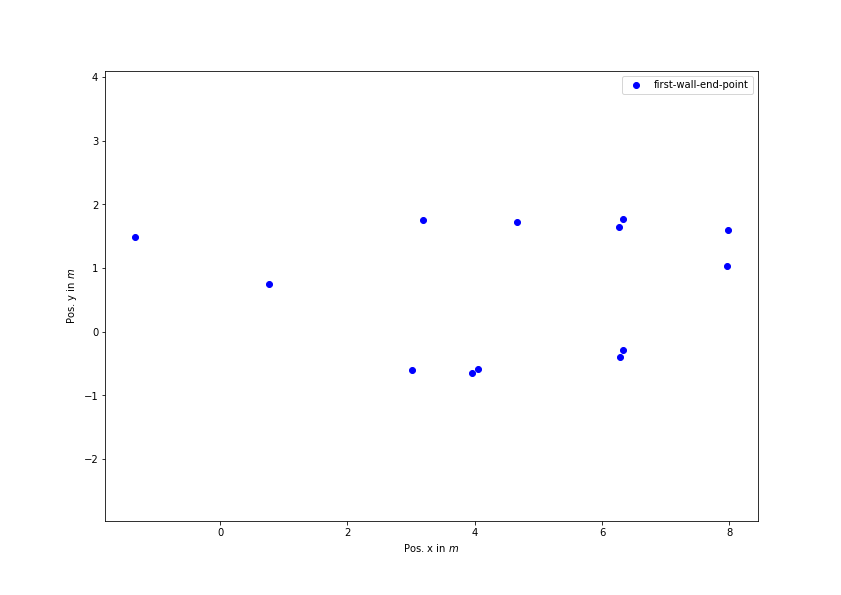 first-wall-end-point
4
3
2
1
0
−1
−2
Pos. y in m
0 2 4 6 8
Pos. x in m